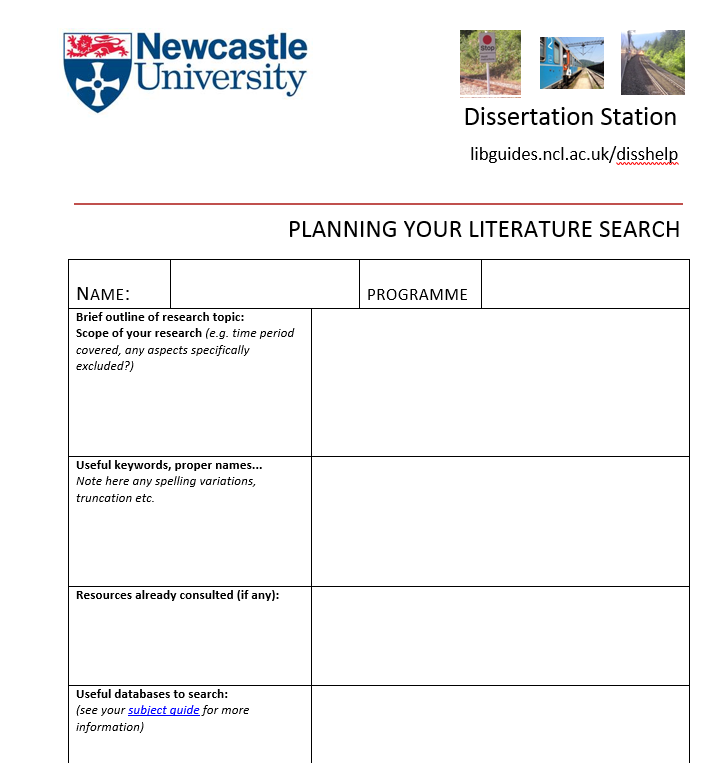 Newcastle
University
Stop
Dissertation Station
libguides.ncl.ac.uk/disshelp
PLANNING YOUR LITERATURE SEARCH
NAME: PROGRAMME
Brief outline of research topic:
Scope of your research (e.g. time period
covered, any aspects specifically
excluded?)
Useful keywords, proper names...
Note here any spelling variations,
truncation etc.
Resources already consulted (if any):
Useful databases to search:
(see your subject guide for more
information)